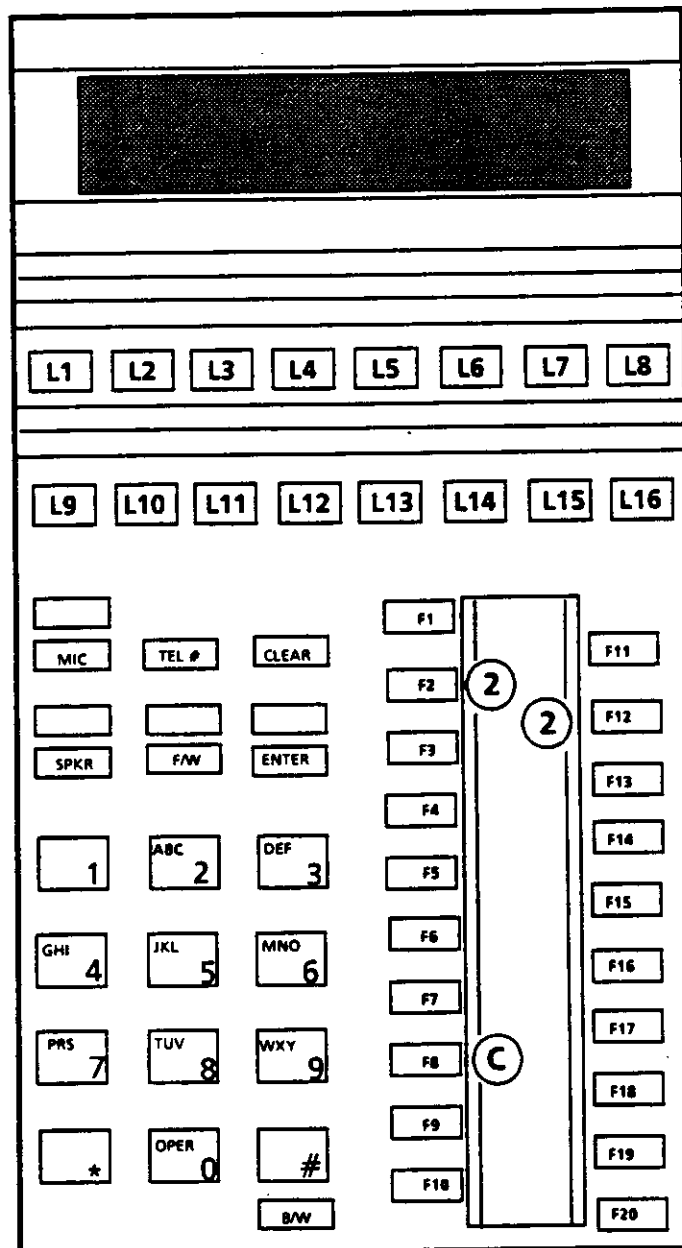 L1 L2 L3 L4 L5 L6 L7 L8
L9 L10 L11 L12 L13 L14 L15 L16
MIC TEL # CLEAR
SPKR F/W ENTER
1 ABC 2 DEF 3
GHI 4 JKL 5 MNO 6
PRS 7 TUV 8 WXY 9
* OPER 0 #
B/W
F1
F2 2
F3
F4
F5
F6
F7
F8 C
F9
F10
F11
2 F12
F13
F14
F15
F16
F17
F18
F19
F20